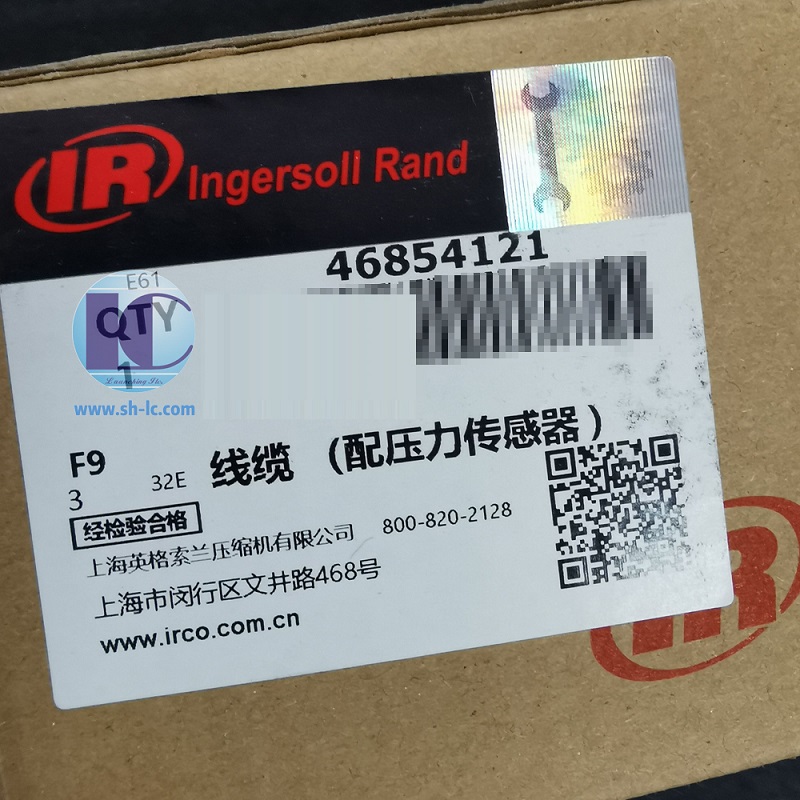 IR Ingersoll Rand
46854121
E61
QTY
1
LC
Launching Ibs.
www.sh-lc.com
F9
线缆 （配压力传感器）
3
32E
经检验合格
上海英格索兰压缩机有限公司 800-820-2128
上海市闵行区文井路468号
www.irco.com.cn
IR